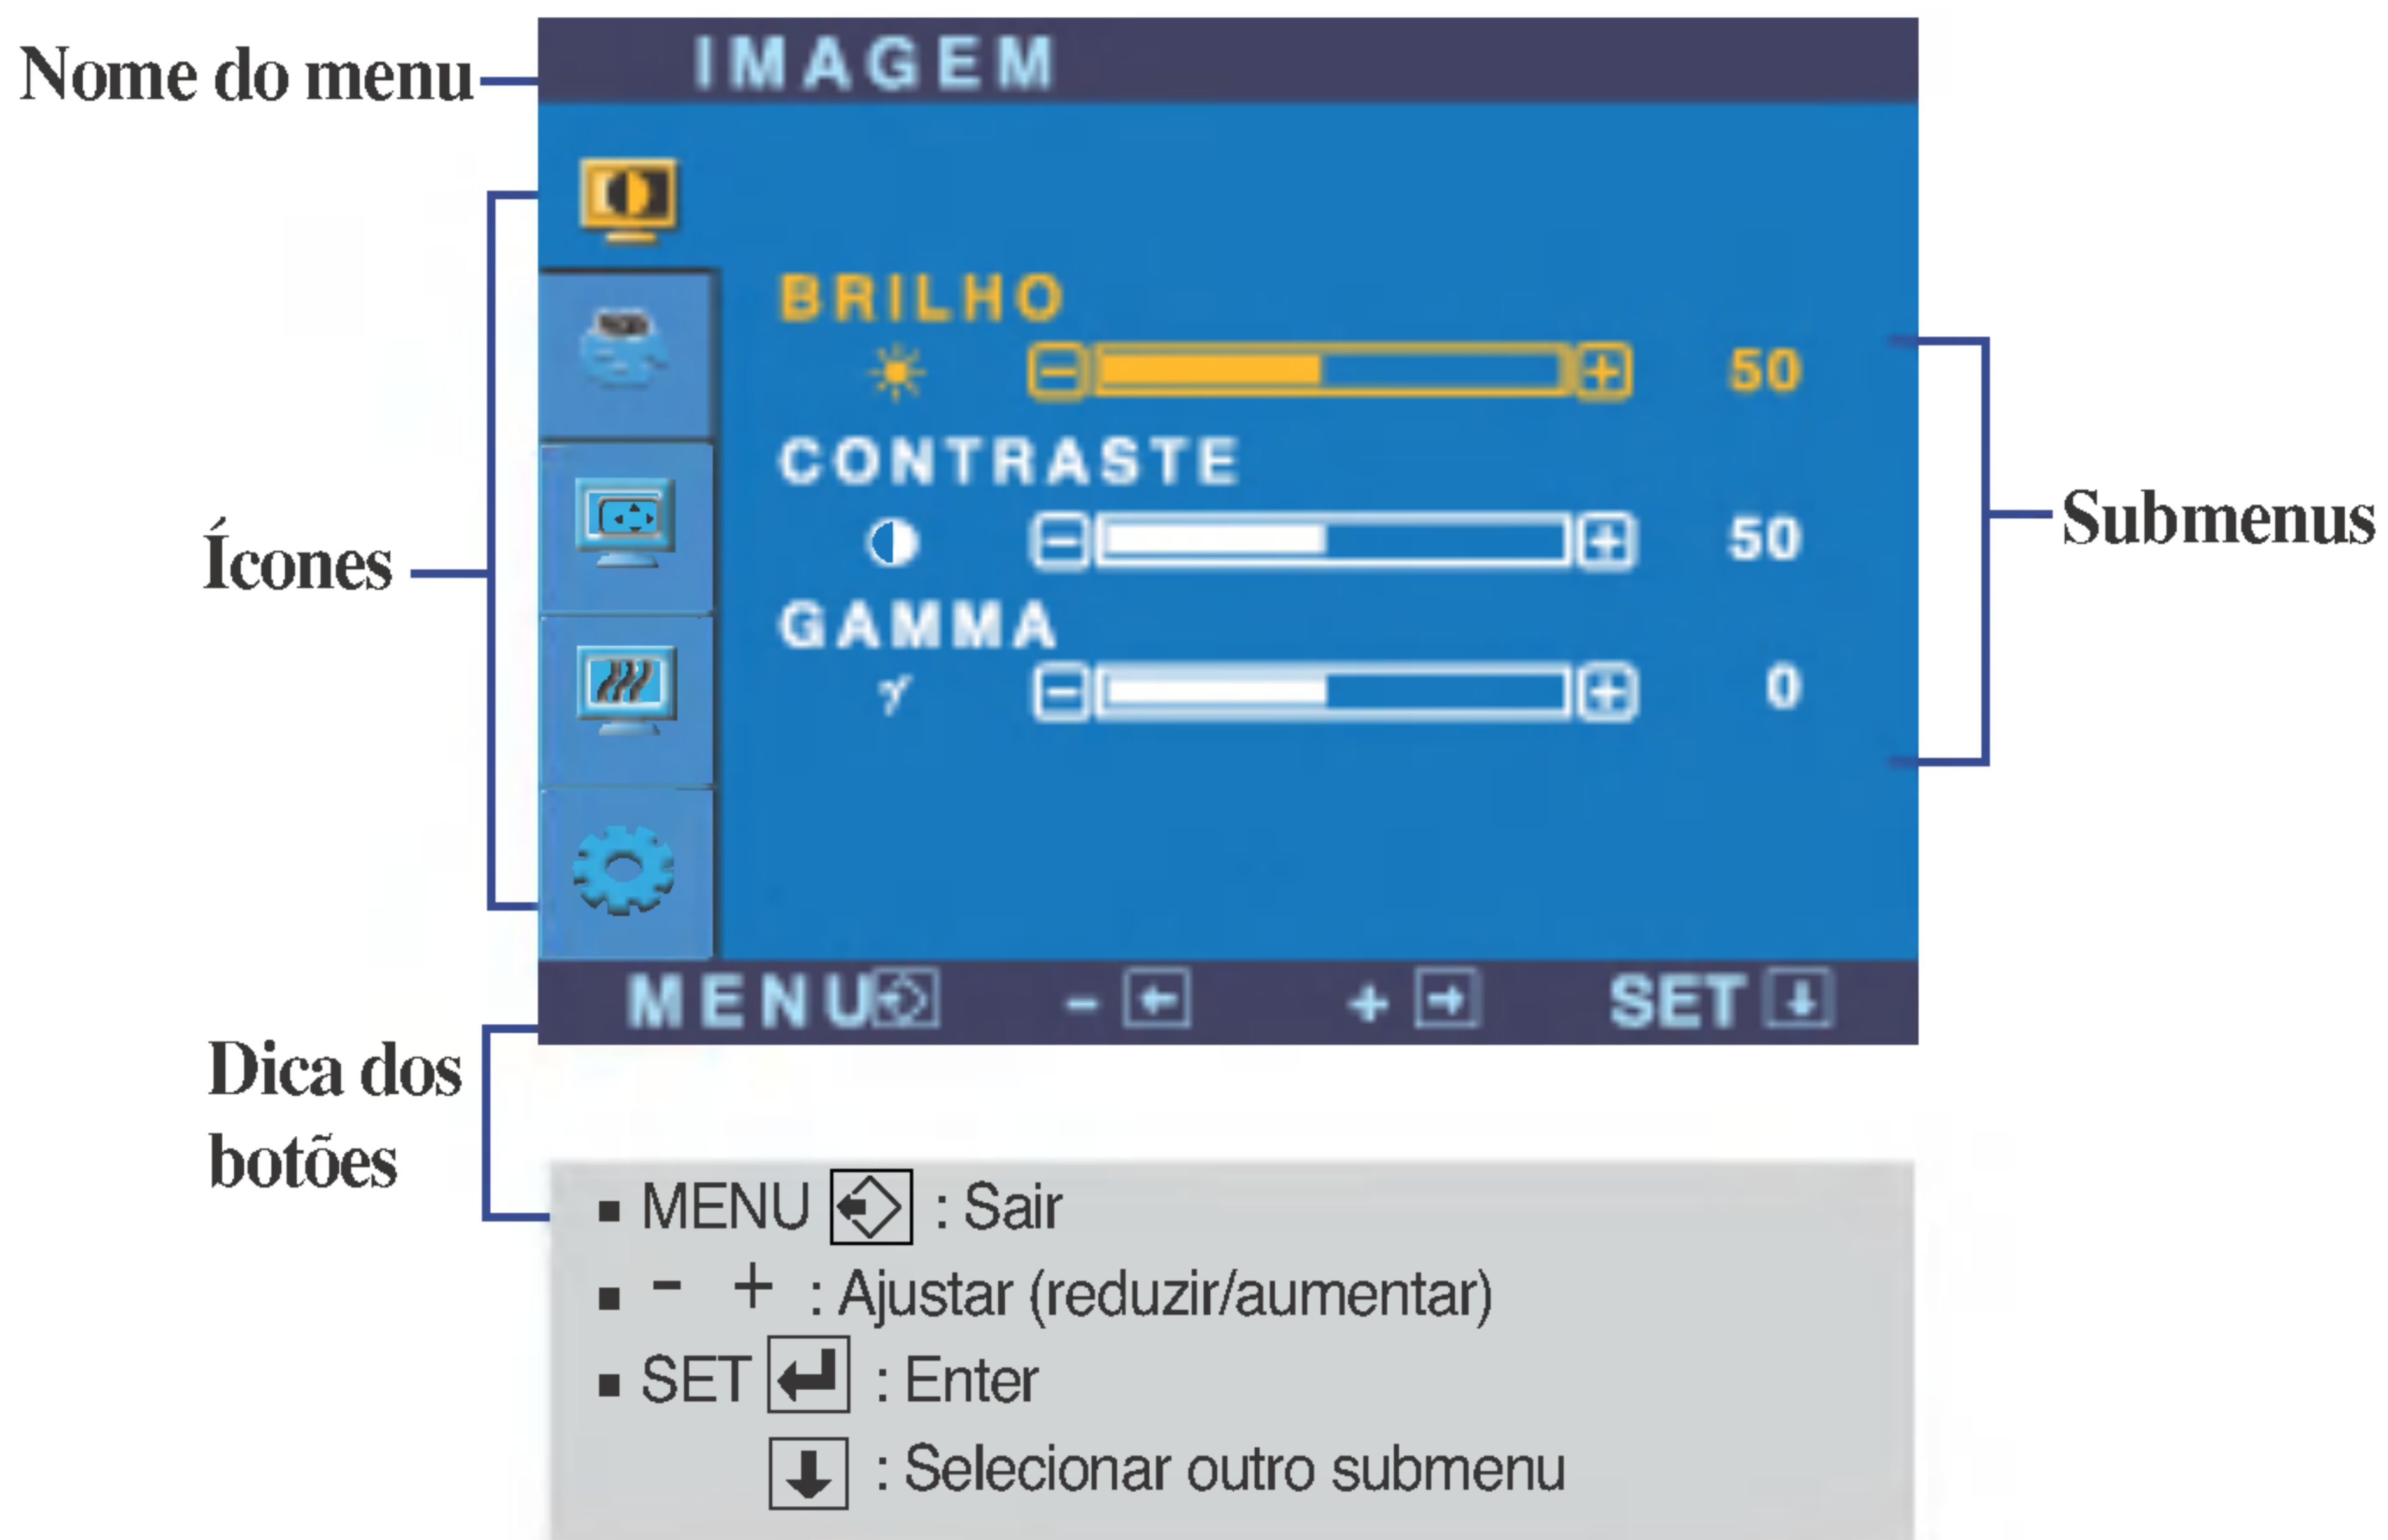 Nome do menu
IMAGEM
BRILHO
50
CONTRASTE
50
GAMMA
γ
0
Ícones
Submenus
MENU - + SET
Dica dos
botões
▪ MENU : Sair
▪ - + : Ajustar (reduzir/aumentar)
▪ SET : Enter
: Selecionar outro submenu